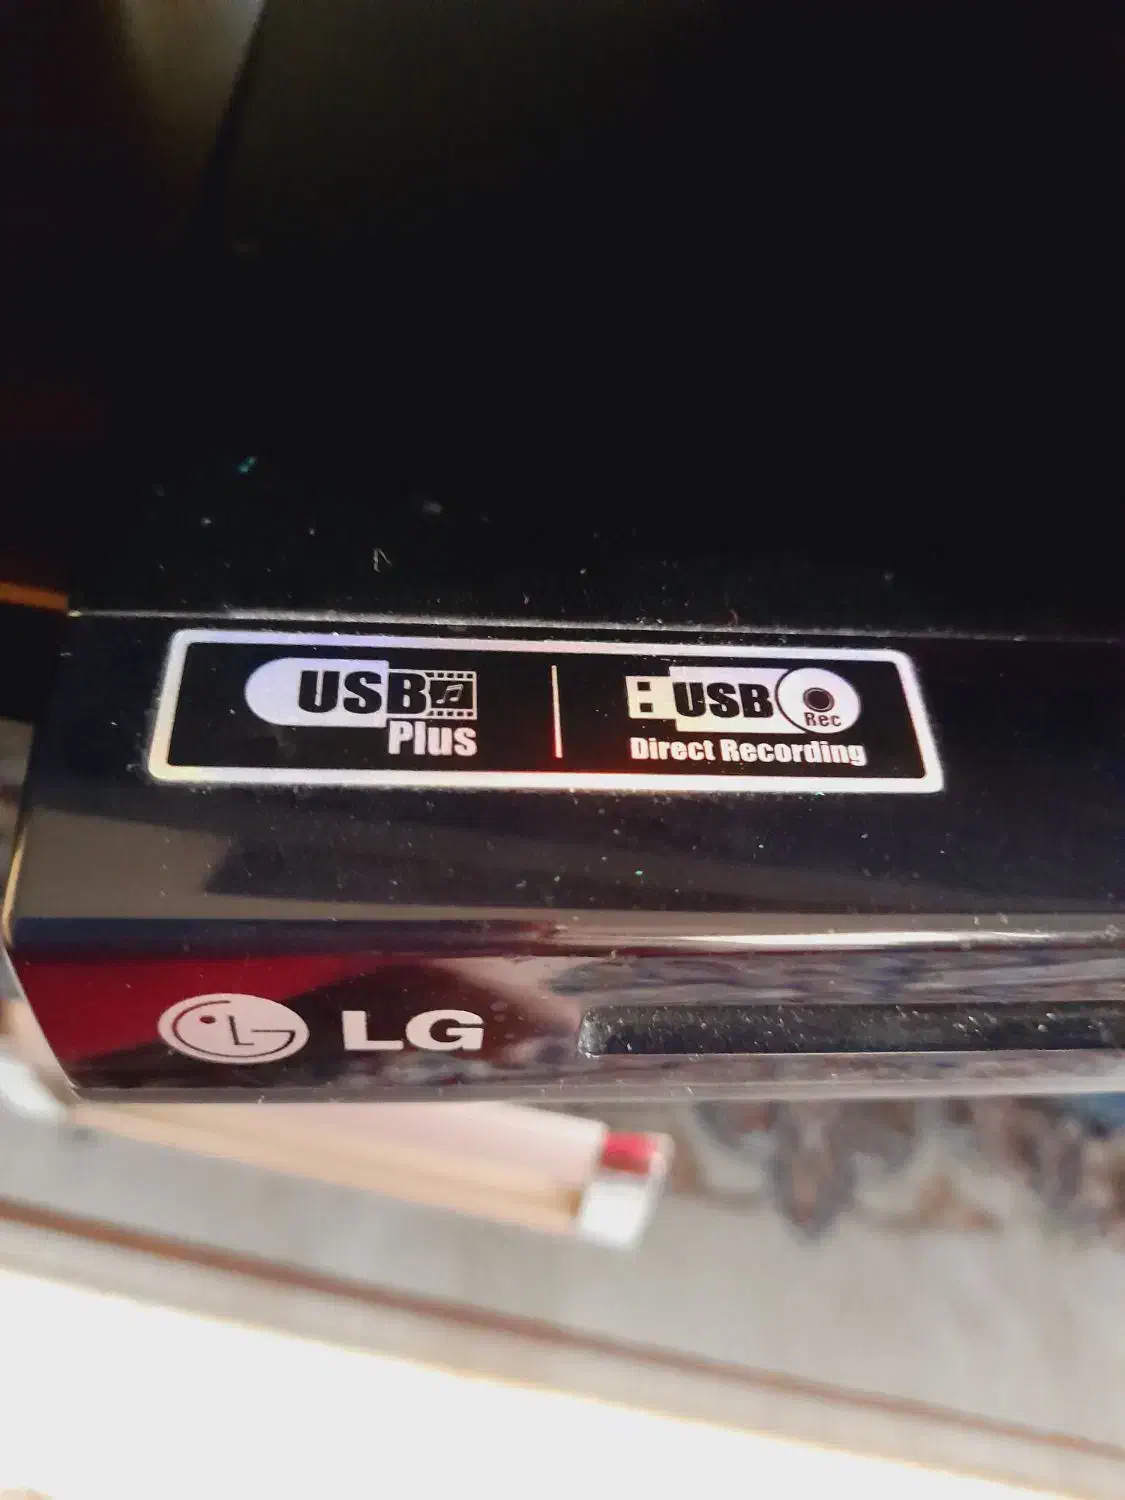 USB
Plus
USB
Rec
Direct Recording
LG